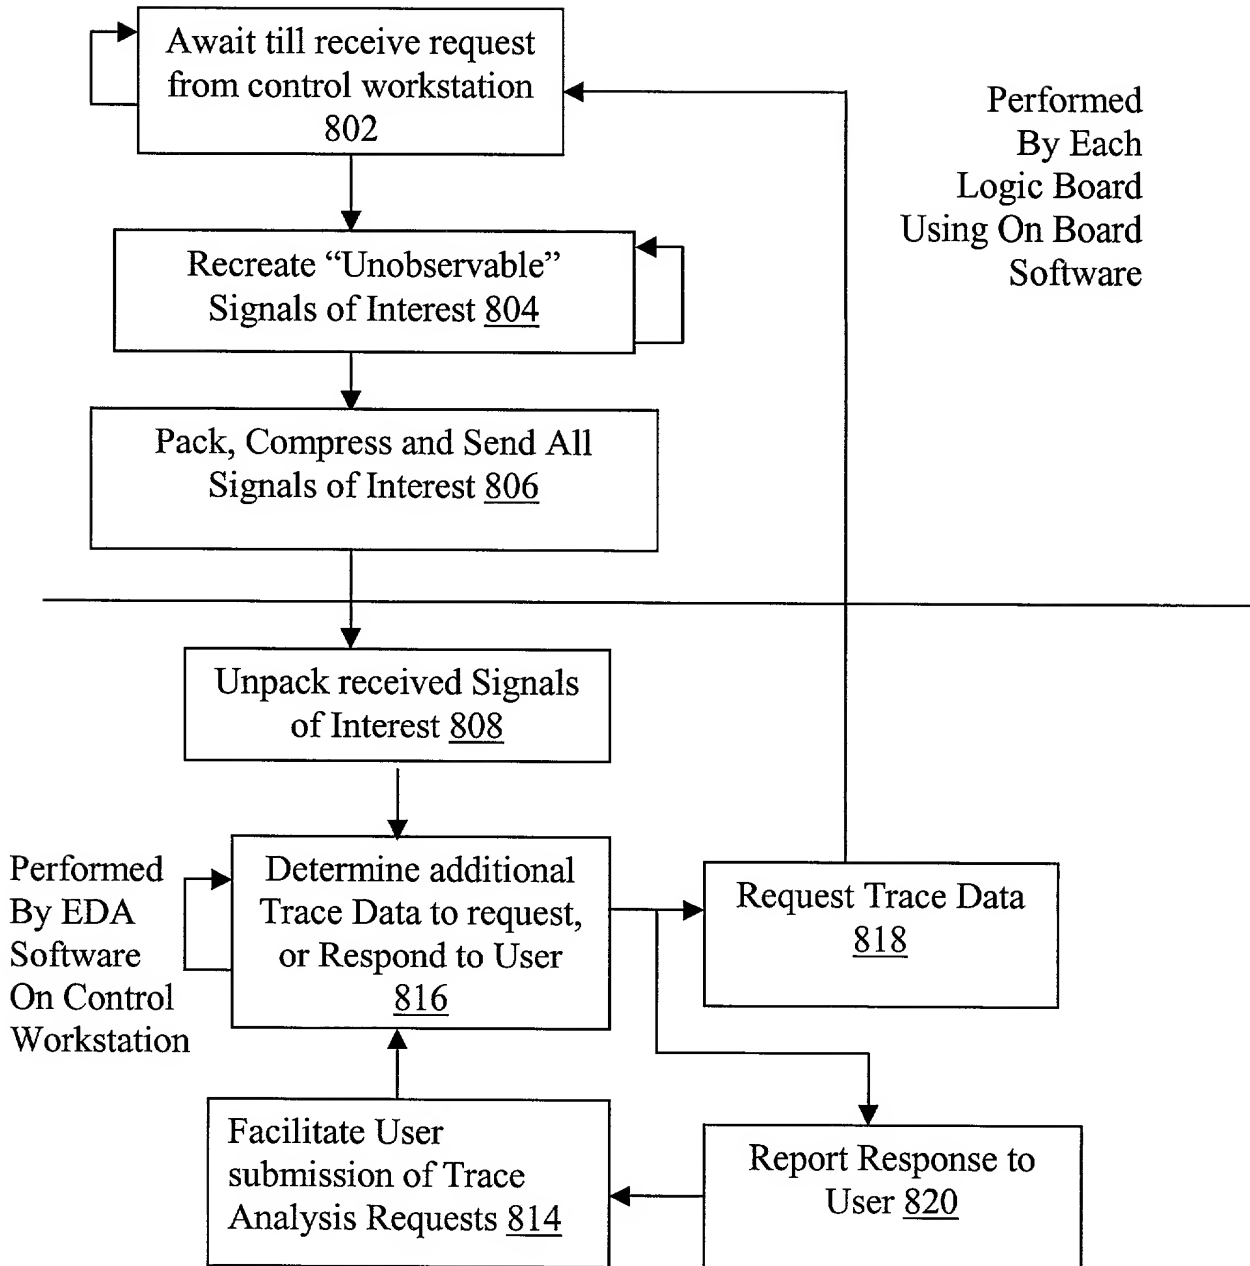 Await till receive request
from control workstation
802
Performed
By Each
Logic Board
Using On Board
Software
Recreate “Unobservable”
Signals of Interest 804
Pack, Compress and Send All
Signals of Interest 806
Unpack received Signals
of Interest 808
Performed
By EDA
Software
On Control
Workstation
Determine additional
Trace Data to request,
or Respond to User
816
Request Trace Data
818
Facilitate User
submission of Trace
Analysis Requests 814
Report Response to
User 820